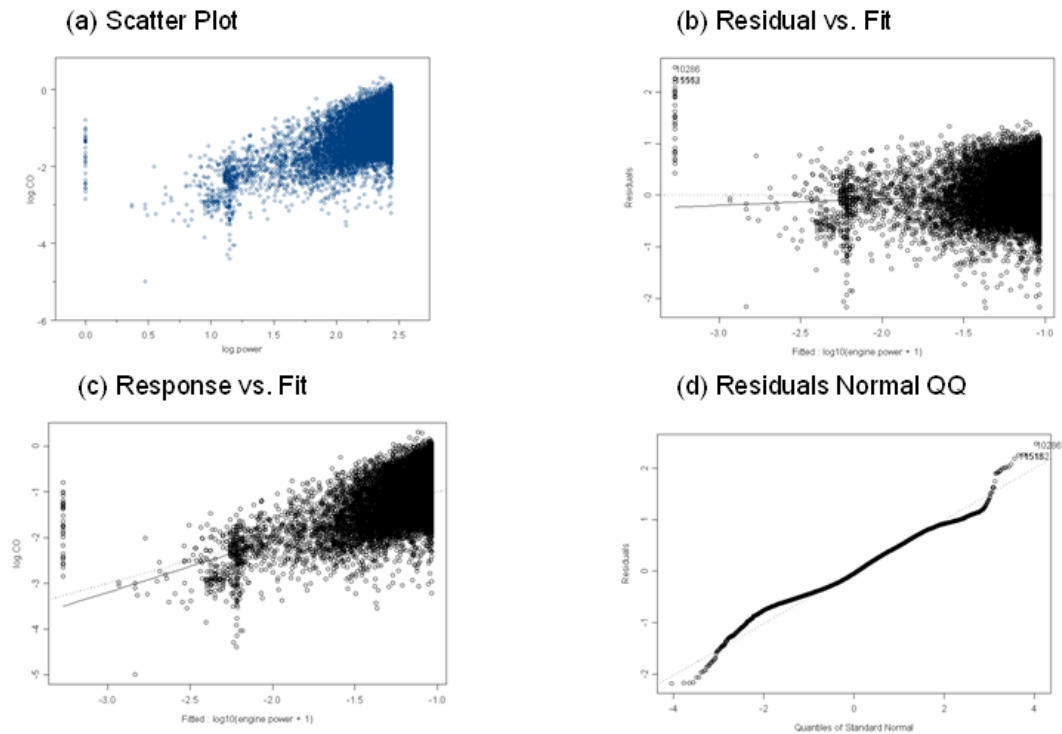 (a) Scatter Plot
0
-2
-4
-6
log.CO
0.0 0.5 1.0 1.5 2.0 2.5
log.power
(b) Residual vs. Fit
10286
2
1
0
-1
-2
Residuals
-3.0 -2.5 -2.0 -1.5 -1.0
Fitted : log10(engine.power + 1)
(c) Response vs. Fit
0
-1
-2
-3
-4
-5
log.CO
-3.0 -2.5 -2.0 -1.5 -1.0
Fitted : log10(engine.power + 1)
(d) Residuals Normal QQ
10286
2
1
0
-1
-2
Residuals
-4 -2 0 2 4
Quantiles of Standard Normal